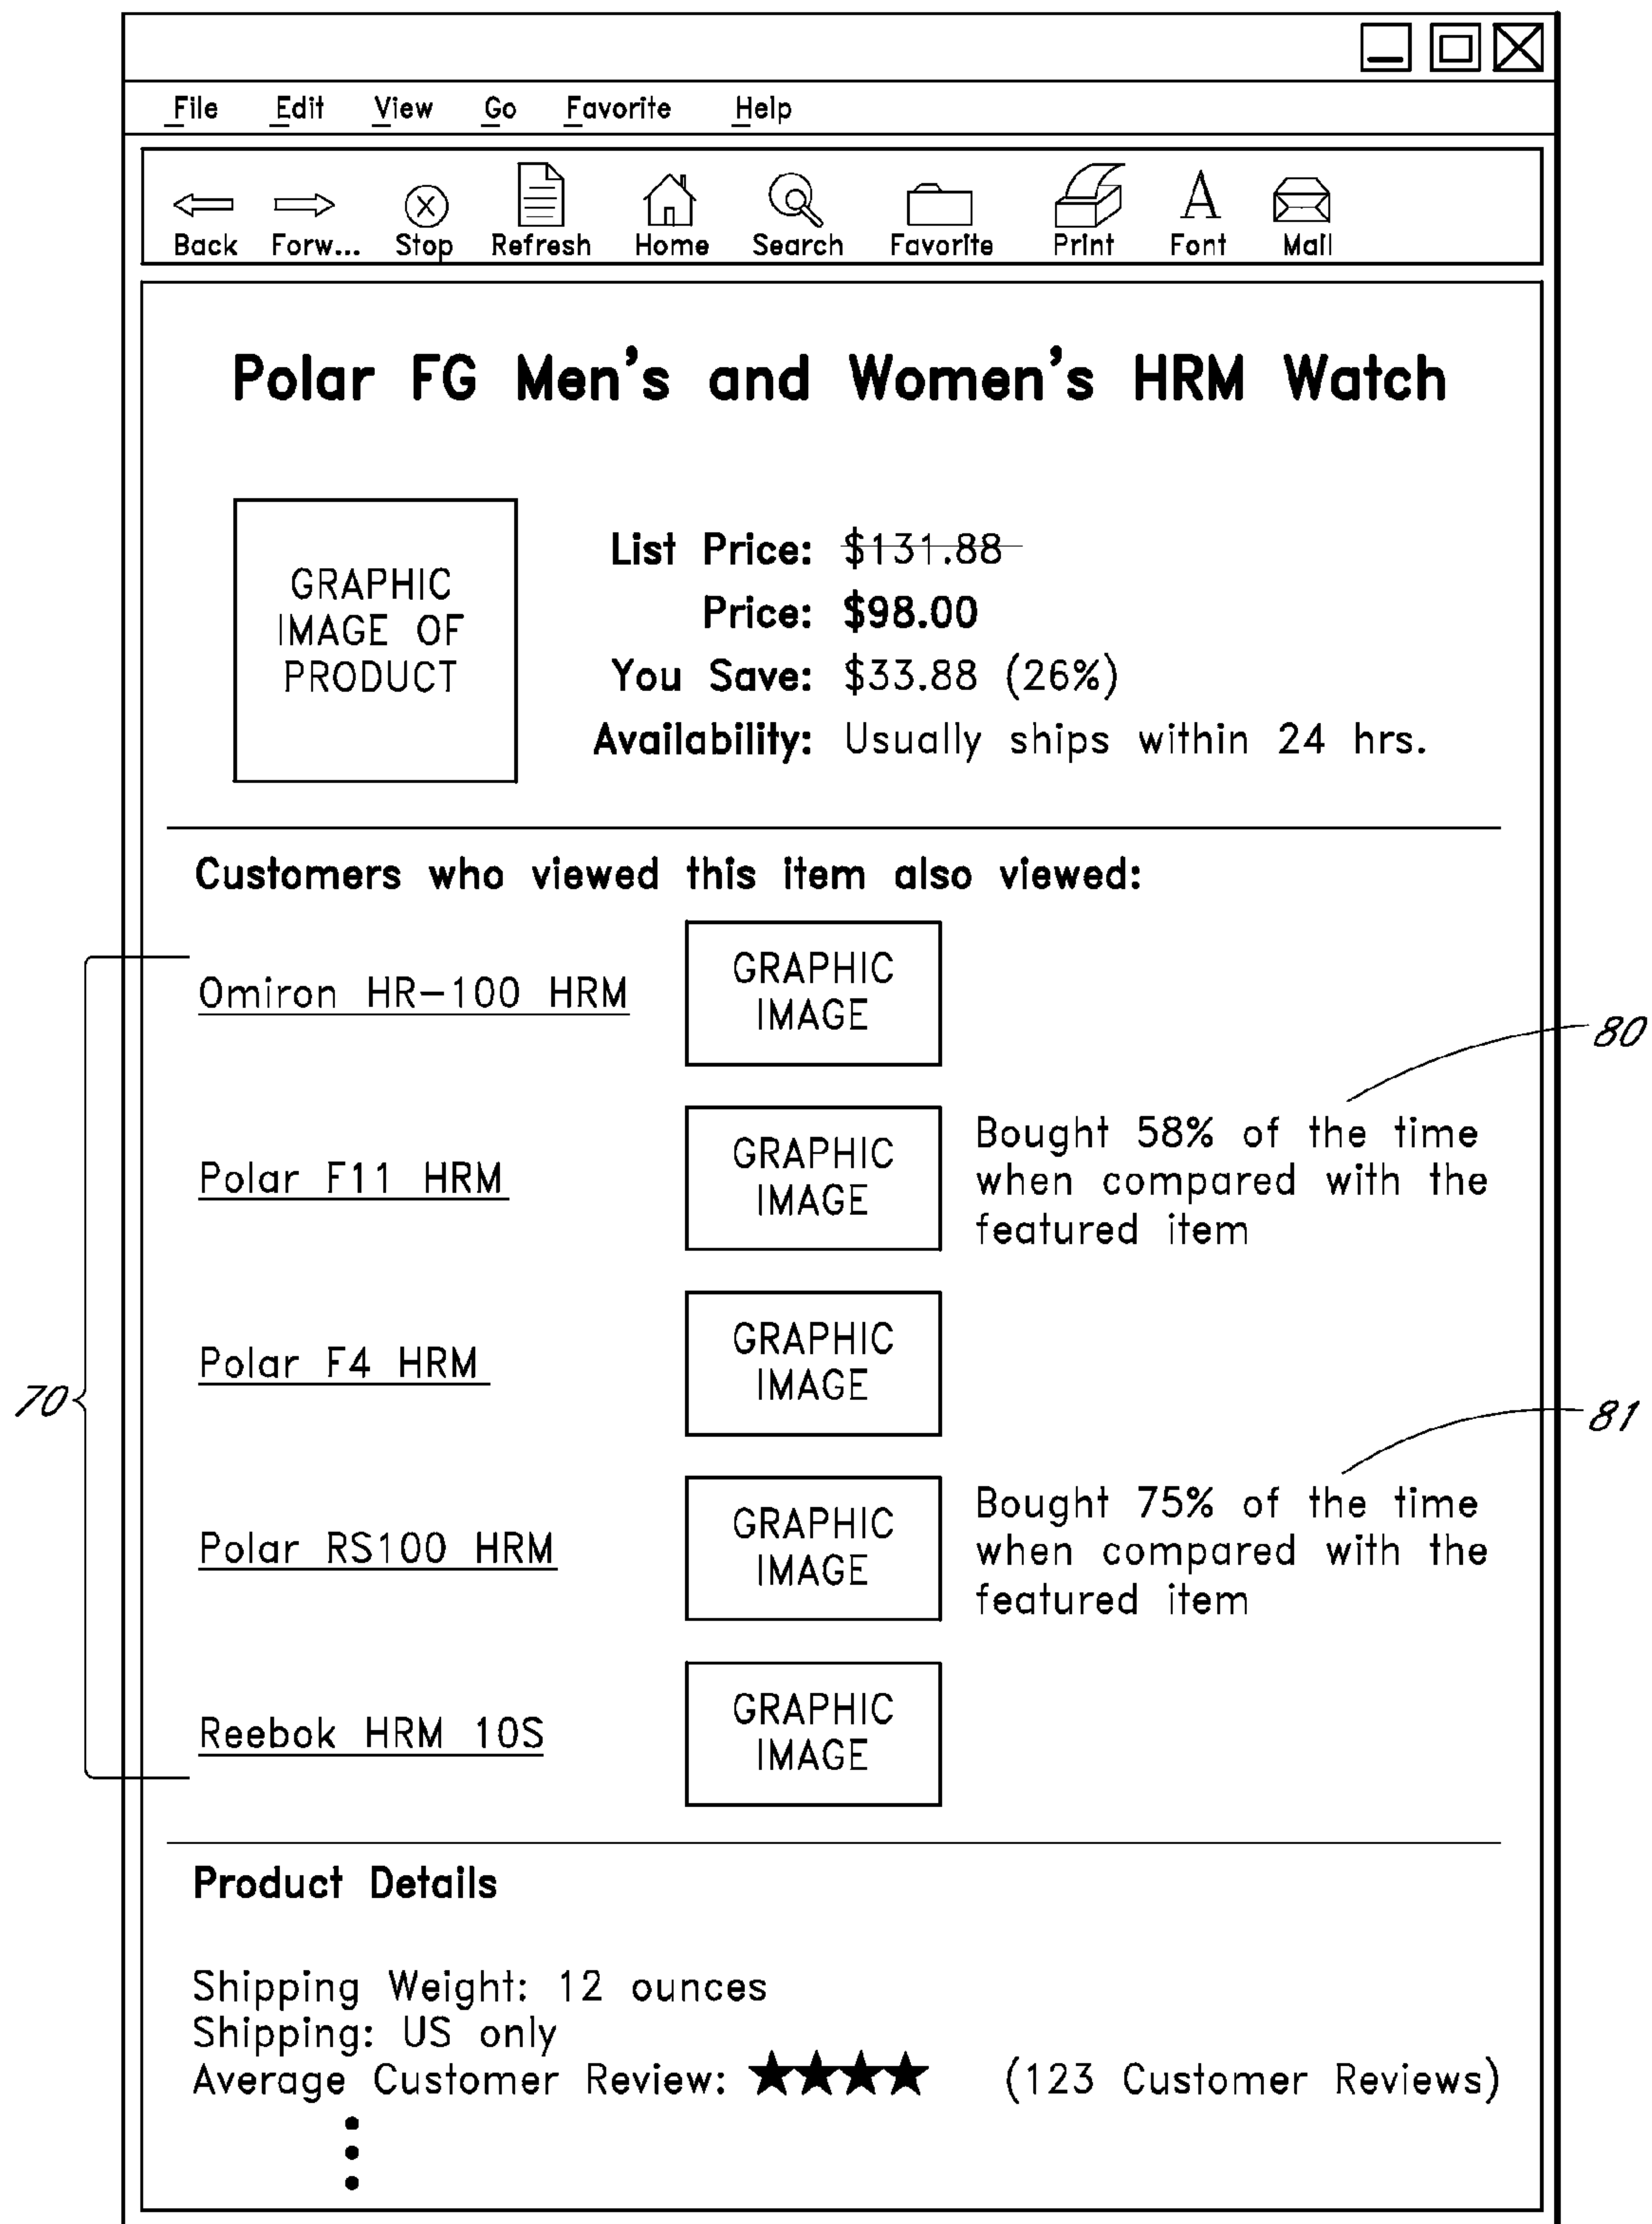 File Edit View Go Favorite Help
Back Forw... Stop Refresh Home Search Favorite Print Font Mail
Polar FG Men's and Women's HRM Watch
GRAPHIC
IMAGE OF
PRODUCT
List Price: $131.88
Price: $98.00
You Save: $33.88 (26%)
Availability: Usually ships within 24 hrs.
Customers who viewed this item also viewed:
70
Omiron HR-100 HRM
GRAPHIC
IMAGE
80
Polar F11 HRM
GRAPHIC
IMAGE
Bought 58% of the time
when compared with the
featured item
Polar F4 HRM
GRAPHIC
IMAGE
81
Polar RS100 HRM
GRAPHIC
IMAGE
Bought 75% of the time
when compared with the
featured item
Reebok HRM 10S
GRAPHIC
IMAGE
Product Details
Shipping Weight: 12 ounces
Shipping: US only
Average Customer Review: ★★★★ (123 Customer Reviews)